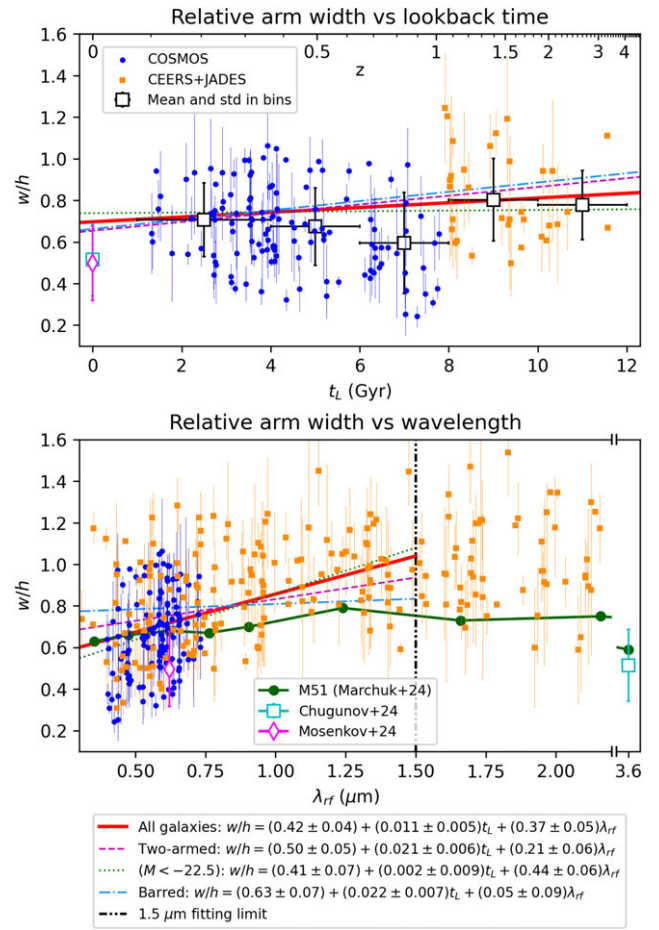 Relative arm width vs lookback time
0 0.5 1 1.5 2 3 4
z
COSMOS
CEERS+JADES
Mean and std in bins
1.6
1.4
1.2
1.0
0.8
0.6
0.4
0.2
w/h
0 2 4 6 8 10 12
t_L (Gyr)
Relative arm width vs wavelength
1.6
1.4
1.2
1.0
0.8
0.6
0.4
0.2
w/h
M51 (Marchuk+24)
Chugunov+24
Mosenkov+24
0.50 0.75 1.00 1.25 1.50 1.75 2.00 3.6
λ_rf (μm)
All galaxies: w/h = (0.42 ± 0.04) + (0.011 ± 0.005)t_L + (0.37 ± 0.05)λ_rf
Two-armed: w/h = (0.50 ± 0.05) + (0.021 ± 0.006)t_L + (0.21 ± 0.06)λ_rf
(M < −22.5): w/h = (0.41 ± 0.07) + (0.002 ± 0.009)t_L + (0.44 ± 0.06)λ_rf
Barred: w/h = (0.63 ± 0.07) + (0.022 ± 0.007)t_L + (0.05 ± 0.09)λ_rf
1.5 μm fitting limit